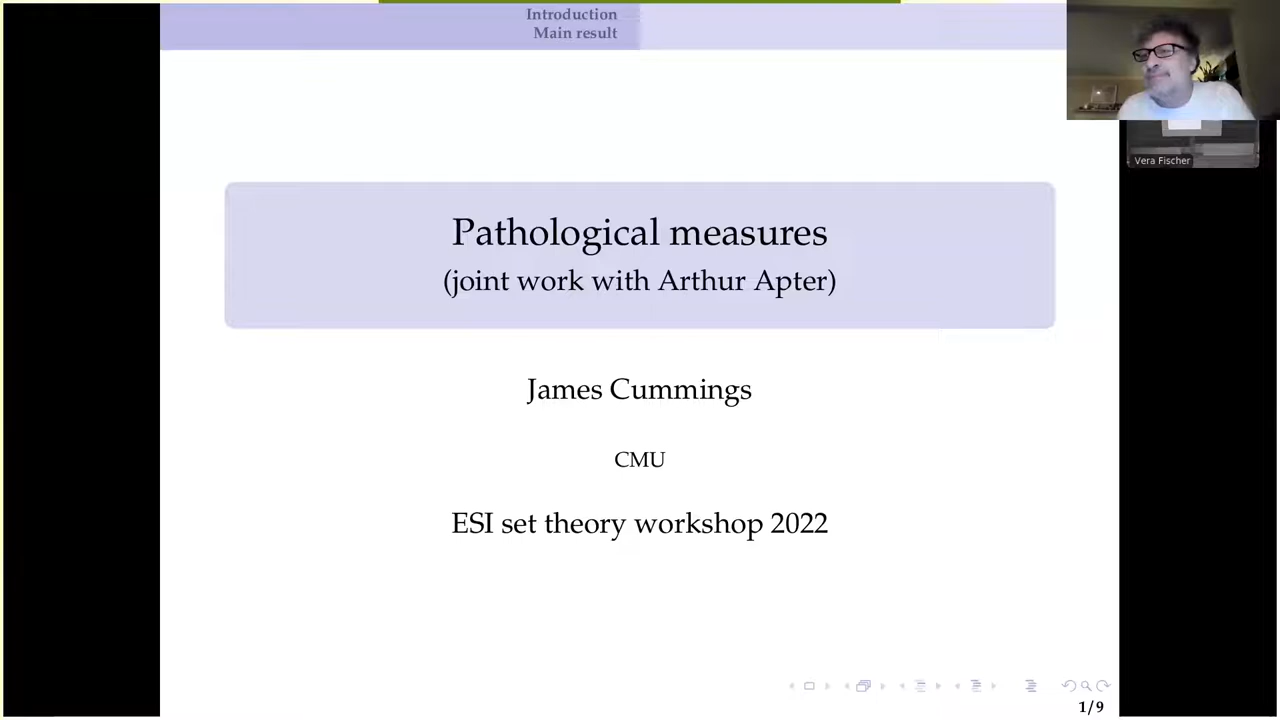 Introduction
Main result
Vera Fischer
Pathological measures
(joint work with Arthur Apter)
James Cummings
CMU
ESI set theory workshop 2022
1/9